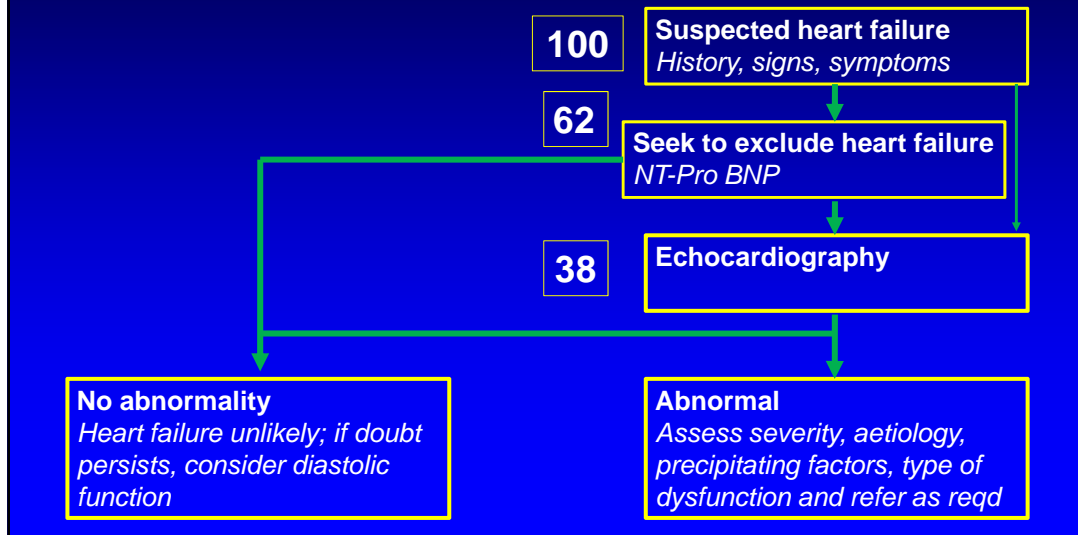 100
Suspected heart failure
History, signs, symptoms
62
Seek to exclude heart failure
NT-Pro BNP
38
Echocardiography
No abnormality
Heart failure unlikely; if doubt
persists, consider diastolic
function
Abnormal
Assess severity, aetiology,
precipitating factors, type of
dysfunction and refer as reqd